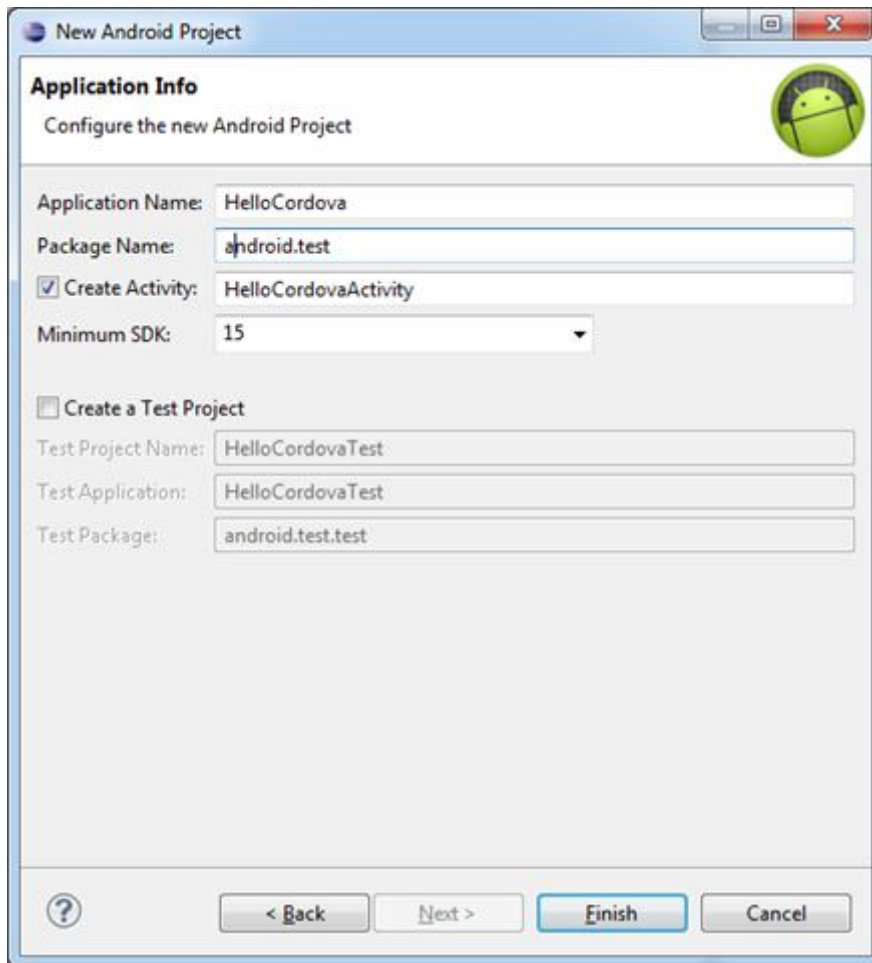 New Android Project
Application Info
Configure the new Android Project
Application Name: HelloCordova
Package Name: android.test
Create Activity: HelloCordovaActivity
Minimum SDK: 15
Create a Test Project
Test Project Name: HelloCordovaTest
Test Application: HelloCordovaTest
Test Package: android.test.test
? < Back Next > Finish Cancel